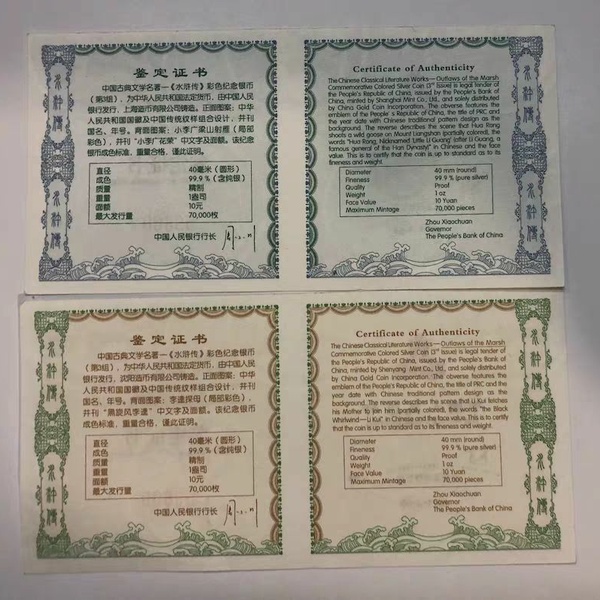 水浒传
水浒传
鉴定证书
中国古典文学名著—《水浒传》彩色纪念银币
(第3组)，为中华人民共和国法定货币，由中国人民
银行发行，上海造币有限公司铸造。正面图案：中华
人民共和国国徽及中国传统纹样组合设计，并刊
国名、年号。背面图案：小李广梁山射雁（局部
彩色），并刊“小李广花荣”中文字及面额。该纪念
银币成色标准，重量合格，谨此证明。
直径 40毫米（圆形）
成色 99.9％（含纯银）
质量 精制
重量 1盎司
面额 10元
最大发行量 70,000枚
中国人民银行行长
Certificate of Authenticity
The Chinese Classical Literature Works—Outlaws of the Marsh
Commemorative Colored Silver Coin (3rd Issue) is legal tender of
the People's Republic of China, issued by the People's Bank of
China, minted by Shanghai Mint Co., Ltd., and solely distributed
by China Gold Coin Incorporation. The obverse features the
emblem of the People's Republic of China, the title of PRC and
the year date with Chinese traditional pattern design as the
background. The reverse describes the scene that Hua Rong
shoots a wild goose on Mount Liangshan (partially colored), the
words "Hua Rong, Nicknamed 'Little Li Guang' (after Li Guang, a
famous general of the Han Dynasty)" in Chinese and the face
value. This is to certify that the coin is up to standard as to its
fineness and weight.
Diameter 40 mm (round)
Fineness 99.9% (pure silver)
Quality Proof
Weight 1 oz
Face Value 10 Yuan
Maximum Mintage 70,000 pieces
Zhou Xiaochuan
Governor
The People's Bank of China
水浒传
水浒传
水浒传
水浒传
鉴定证书
中国古典文学名著—《水浒传》彩色纪念银币
（第3组），为中华人民共和国法定货币，由中国人民
银行发行，沈阳造币有限公司铸造。正面图案：中华
人民共和国国徽及中国传统纹样组合设计，并刊
国名、年号。背面图案：李逵探母（局部彩色），
并刊“黑旋风李逵”中文字及面额。该纪念银币
成色标准，重量合格，谨此证明。
直径 40毫米（圆形）
成色 99.9％（含纯银）
质量 精制
重量 1盎司
面额 10元
最大发行量 70,000枚
中国人民银行行长
Certificate of Authenticity
The Chinese Classical Literature Works—Outlaws of the Marsh
Commemorative Colored Silver Coin (3rd Issue) is legal tender of
the People's Republic of China, issued by the People's Bank of
China, minted by Shenyang Mint Co., Ltd., and solely distributed by
China Gold Coin Incorporation. The obverse features the
emblem of the People's Republic of China, the title of PRC and the
year date with Chinese traditional pattern design as the
background. The reverse describes the scene that Li Kui fetches
his Mother to Join him (partially colored), the words "the Black
Whirlwind—Li Kui" in Chinese and the face value. This is to certify
that the coin is up to standard as to its fineness and weight.
Diameter 40 mm (round)
Fineness 99.9% (pure silver)
Quality Proof
Weight 1 oz
Face Value 10 Yuan
Maximum Mintage 70,000 pieces
Zhou Xiaochuan
Governor
The People's Bank of China
水浒传
水浒传